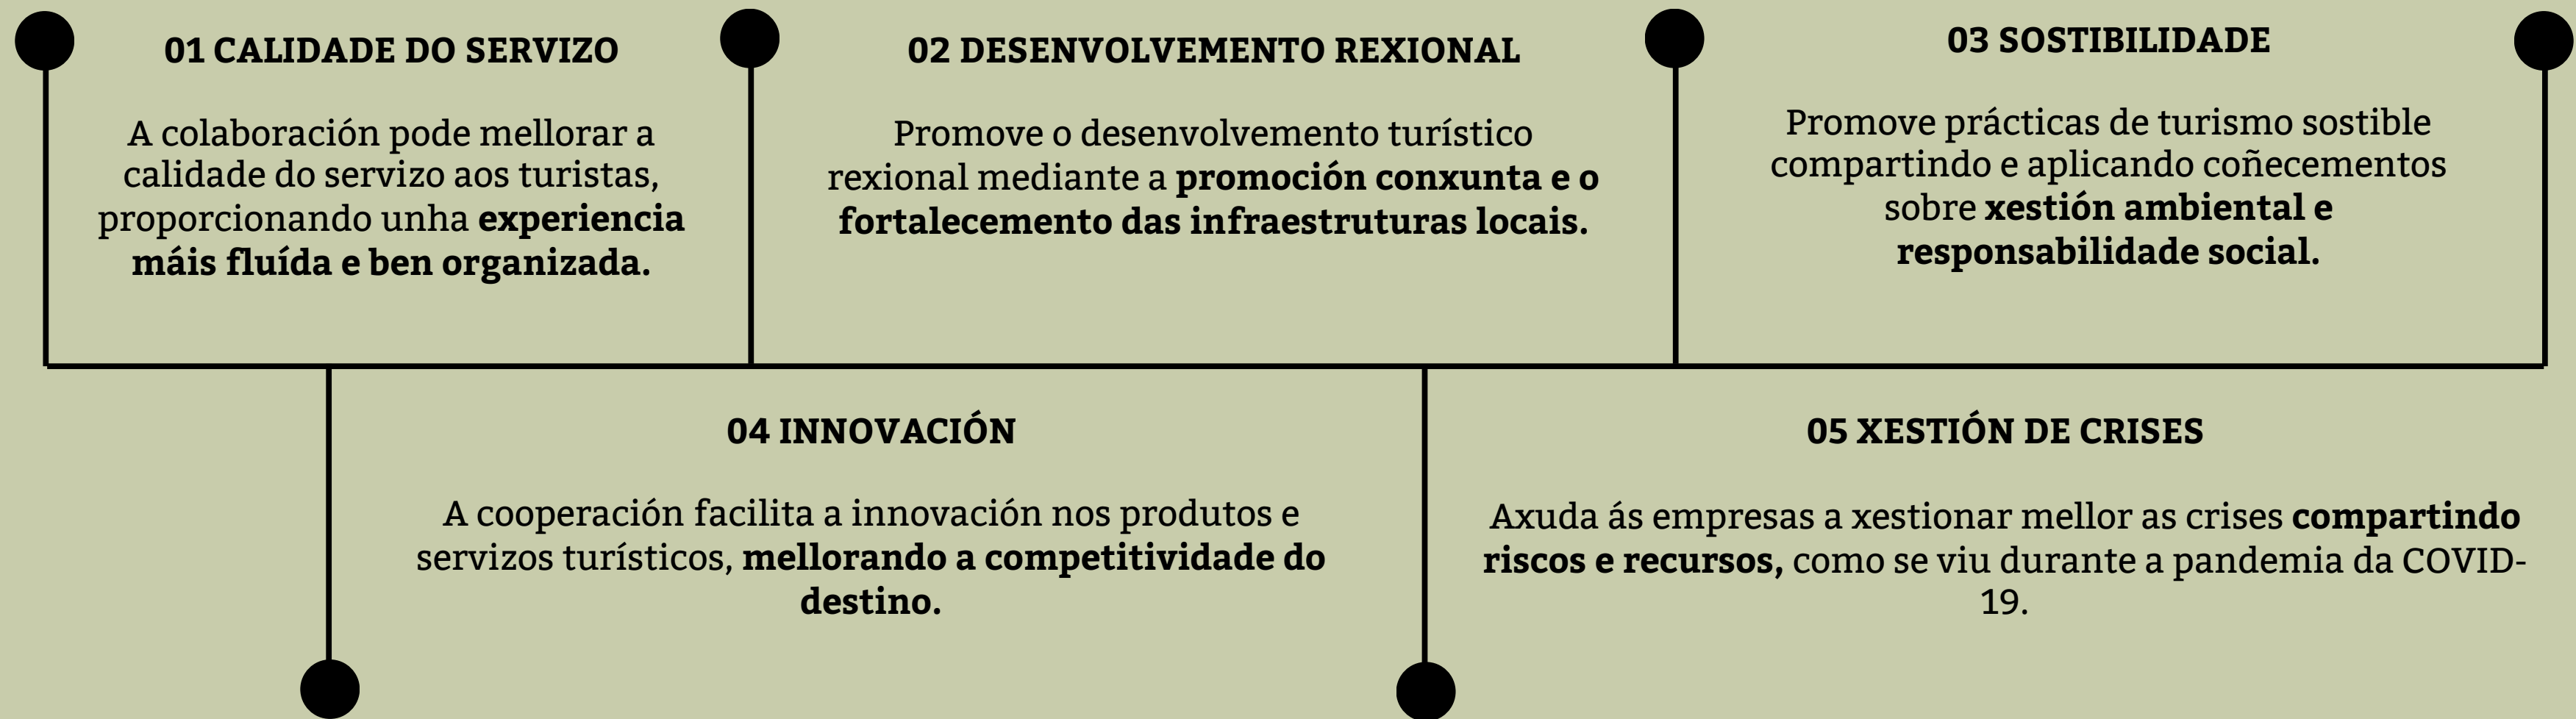 01 CALIDADE DO SERVIZO
A colaboración pode mellorar a
calidade do servizo aos turistas,
proporcionando unha experiencia
máis fluída e ben organizada.
02 DESENVOLVEMENTO REXIONAL
Promove o desenvolvemento turístico
rexional mediante a promoción conxunta e o
fortalecemento das infraestruturas locais.
03 SOSTIBILIDADE
Promove prácticas de turismo sostible
compartindo e aplicando coñecementos
sobre xestión ambiental e
responsabilidade social.
04 INNOVACIÓN
A cooperación facilita a innovación nos produtos e
servizos turísticos, mellorando a competitividade do
destino.
05 XESTIÓN DE CRISES
Axuda ás empresas a xestionar mellor as crises compartindo
riscos e recursos, como se viu durante a pandemia da COVID-
19.